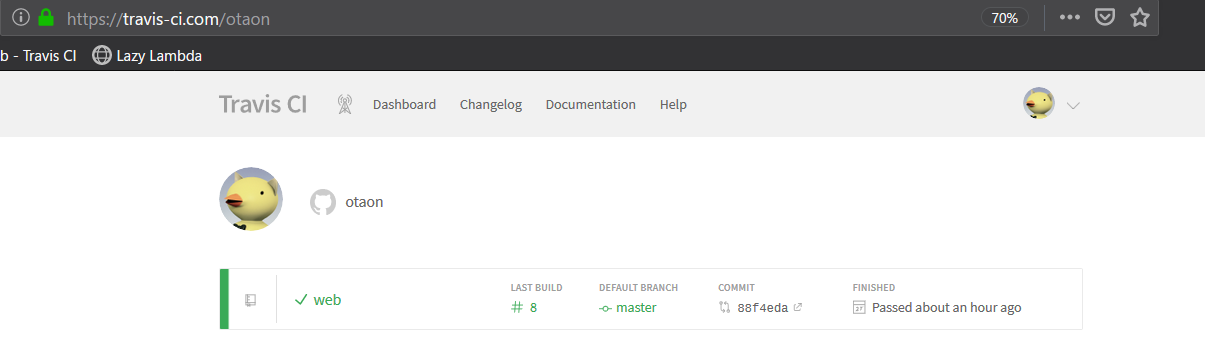 https://travis-ci.com/otaon
70%
b - Travis CI Lazy Lambda
Travis CI Dashboard Changelog Documentation Help
otaon
LAST BUILD DEFAULT BRANCH COMMIT FINISHED
web # 8 master 88f4eda Passed about an hour ago